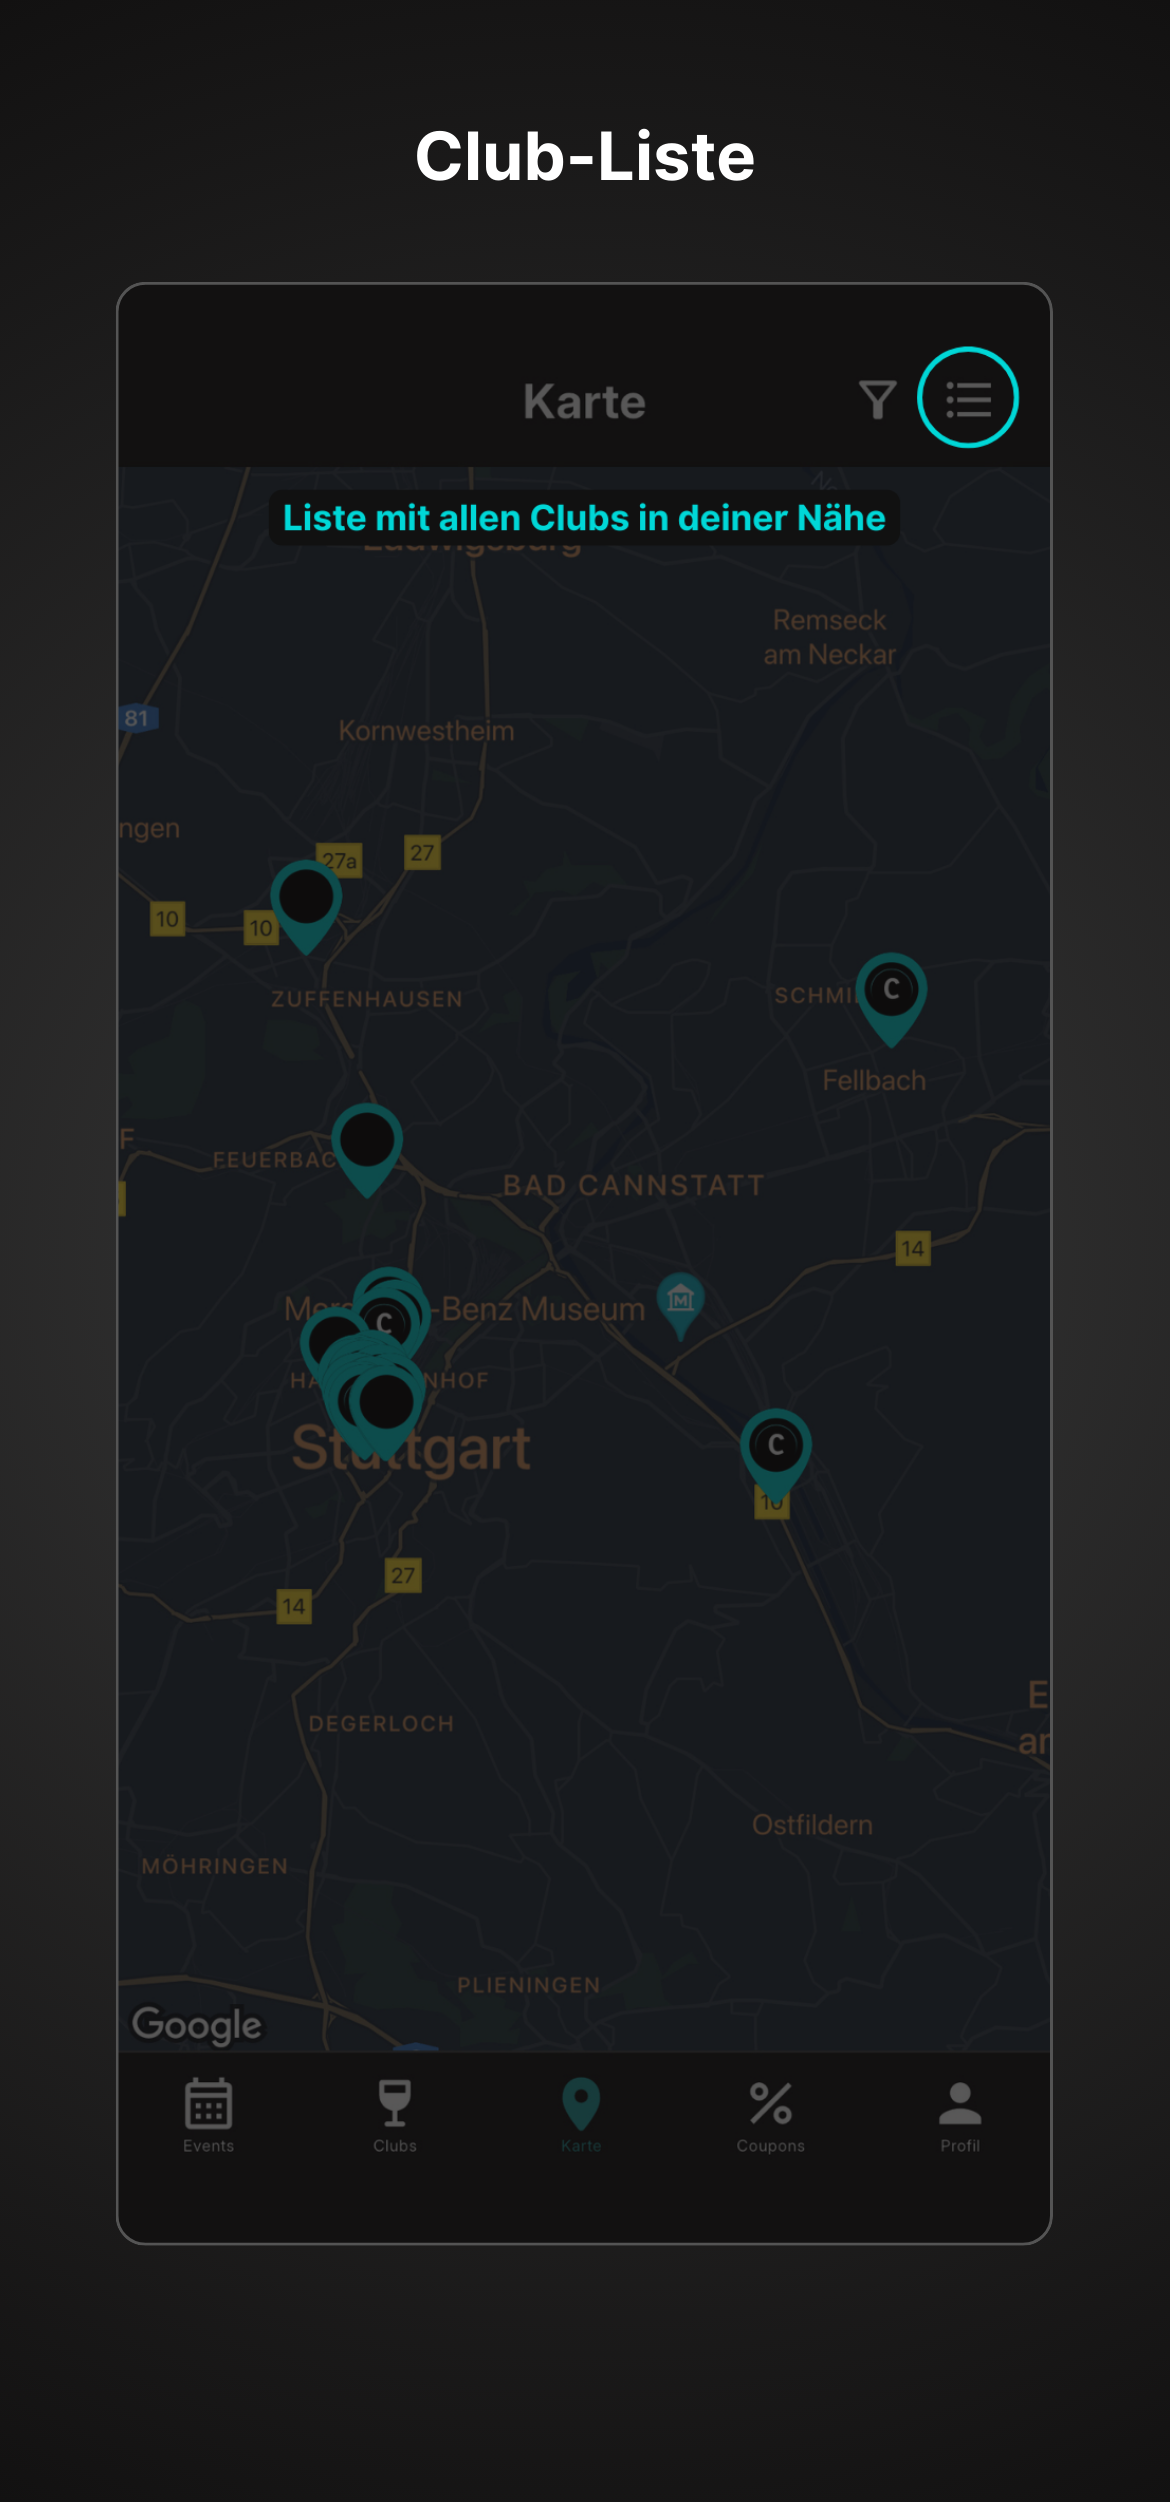 Club-Liste
Karte
Liste mit allen Clubs in deiner Nähe
Remseck
am Neckar
81
Kornwestheim
ngen
27a
27
10
10
ZUFFENHAUSEN
SCHMI
C
Fellbach
F
FEUERBAC
BAD CANNSTATT
14
-Benz Museum
C
HA
NHOF
Stuttgart
C
10
27
14
DEGERLOCH
E
ar
Ostfildern
MÖHRINGEN
PLIENINGEN
Google
Events
Clubs
Karte
Coupons
Profil